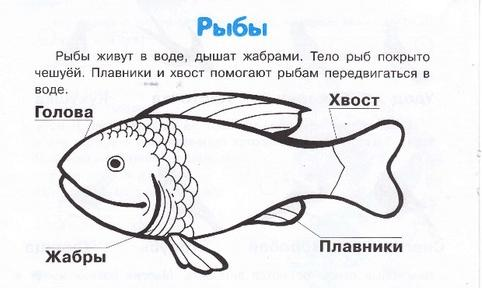 Рыбы
Рыбы живут в воде, дышат жабрами. Тело рыб покрыто
чешуёй. Плавники и хвост помогают рыбам передвигаться в
воде.
Хвост
Голова
Плавники
Жабры